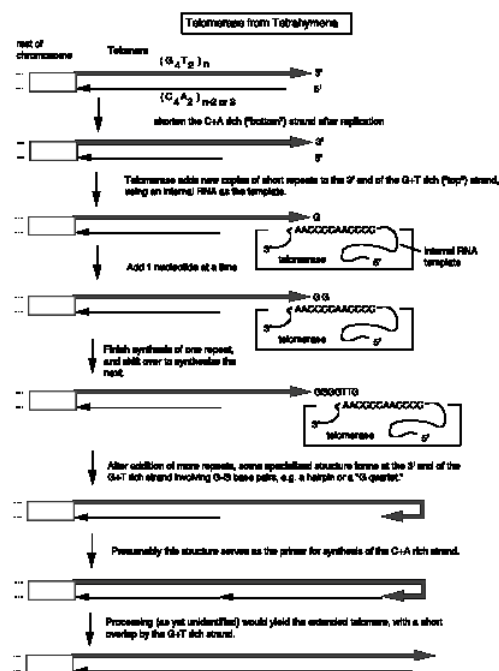 Telomerase from Tetrahymena
rest of
chromosome
Telomere
(G4T2)n
3'
5'
(C4A2)n-2 or 3
shorten the C+A rich ("bottom") strand after replication
3'
5'
Telomerase adds new copies of short repeats to the 3' end of the G+T rich ("top") strand,
using an internal RNA as the template.
G
AACCCCAACCCC
3'
telomerase
5'
internal RNA
template
Add 1 nucleotide at a time
GG
AACCCCAACCCC
3'
telomerase
5'
Finish synthesis of one repeat,
and shift over to synthesize the
next.
GGGGTTG
AACCCCAACCCC
3'
telomerase
5'
After addition of more repeats, some specialized structure forms at the 3' end of the
G+T rich strand involving G-G base pairs, e.g. a hairpin or a "G quartet."
Presumably this structure serves as the primer for synthesis of the C+A rich strand.
Processing (as yet unidentified) would yield the extended telomere, with a short
overlap by the G+T rich strand.